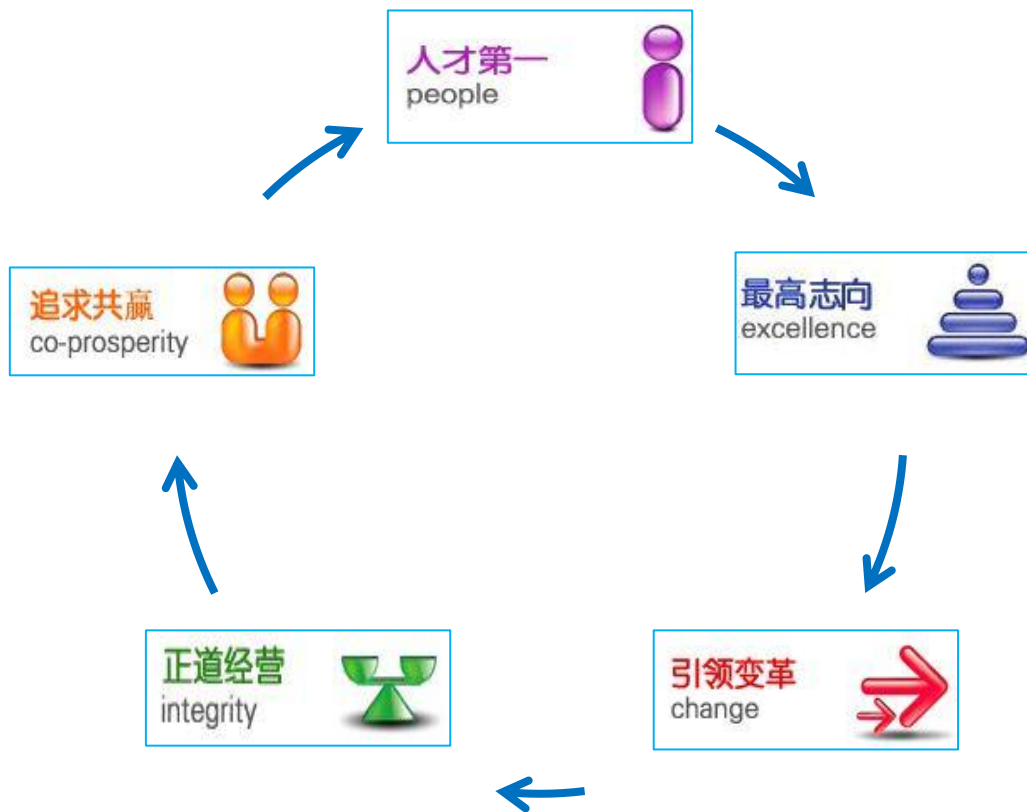 人才第一
people
最高志向
excellence
引领变革
change
正道经营
integrity
追求共赢
co-prosperity